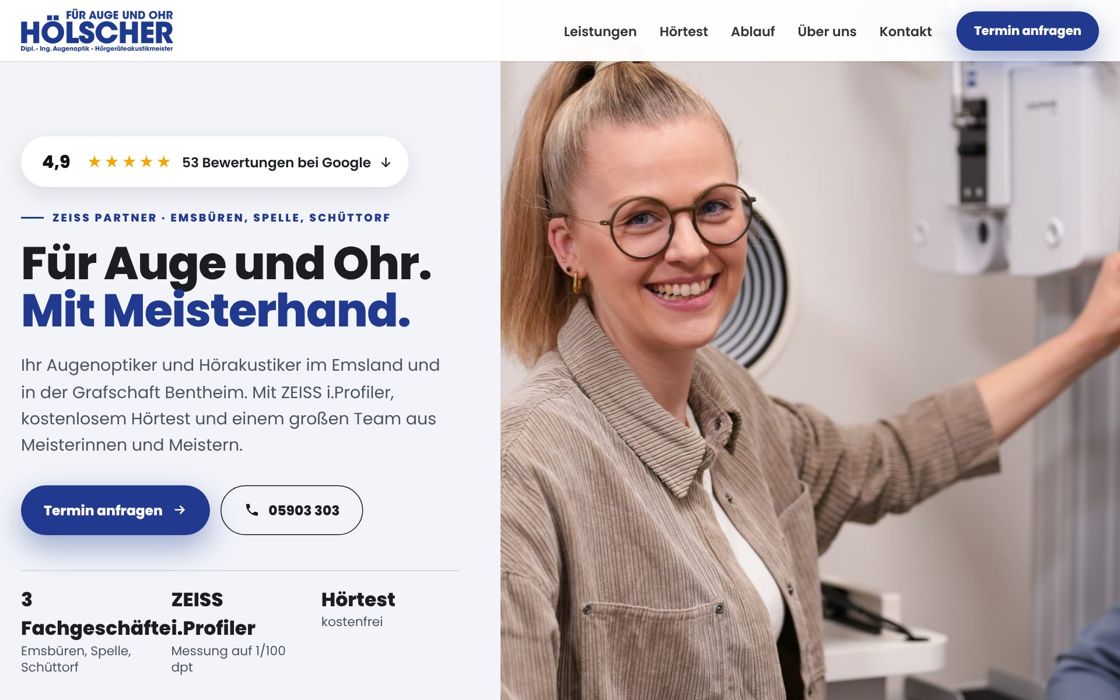 FÜR AUGE UND OHR
HÖLSCHER
Dipl. - Ing. Augenoptik - Hörgeräteakustikmeister
Leistungen Hörtest Ablauf Über uns Kontakt Termin anfragen
4,9 ★★★★★ 53 Bewertungen bei Google ↓
ZEISS PARTNER · EMSBÜREN, SPELLE, SCHÜTTORF
Für Auge und Ohr.
Mit Meisterhand.
Ihr Augenoptiker und Hörakustiker im Emsland und
in der Grafschaft Bentheim. Mit ZEISS i.Profiler,
kostenlosem Hörtest und einem großen Team aus
Meisterinnen und Meistern.
Termin anfragen →
05903 303
3
Fachgeschäfte
Emsbüren, Spelle,
Schüttorf
ZEISS
i.Profiler
Messung auf 1/100
dpt
Hörtest
kostenfrei